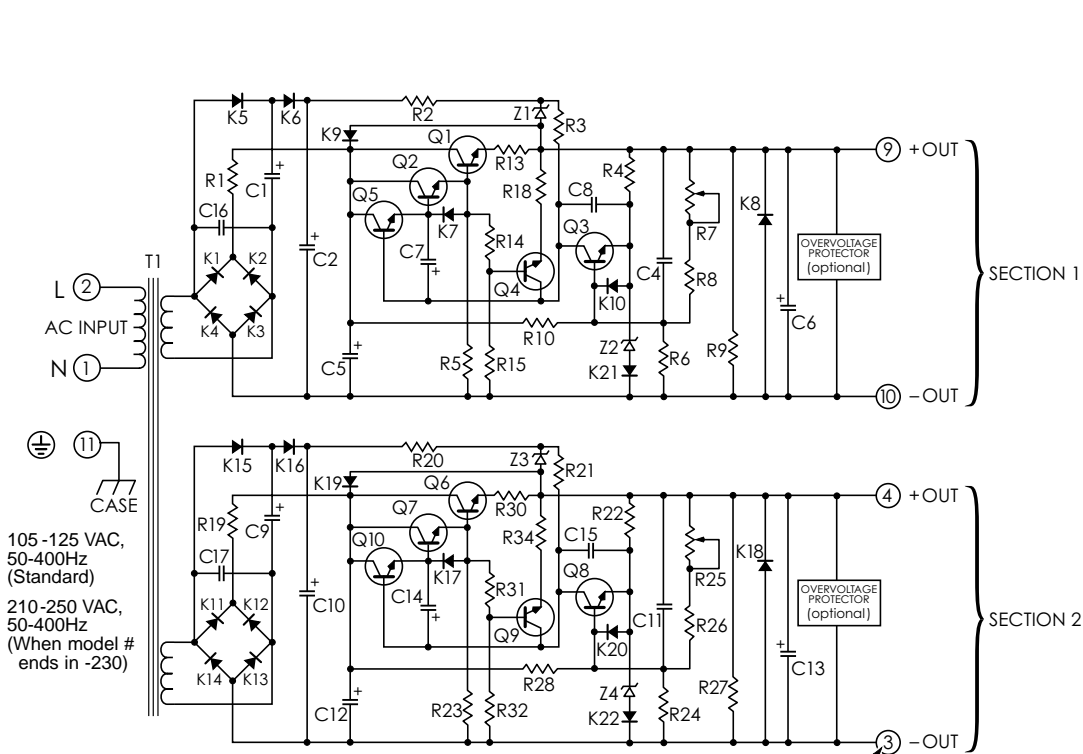 K5
K6
R2
Z1
R3
K9
Q1
R13
9
+OUT
Q2
R4
R1
C1
+
Q5
R18
C8
K8
R7
C16
K7
R14
Q3
C7
+
C2
+
C4
R8
OVERVOLTAGE
PROTECTOR
(optional)
SECTION 1
T1
K1
K2
K4
K3
Q4
K10
L
2
AC INPUT
N
1
+
C6
R10
Z2
K21
C5
+
R5
R15
R6
R9
10
–OUT
11
CASE
K15
K16
R20
Z3
R21
K19
Q6
R30
4
+OUT
Q7
R22
R19
C9
+
Q10
R34
C15
K18
R25
C17
K17
R31
Q8
C14
+
C10
+
C11
R26
OVERVOLTAGE
PROTECTOR
(optional)
SECTION 2
K11
K12
K14
K13
Q9
K20
105 -125 VAC,
50-400Hz
(Standard)
210-250 VAC,
50-400Hz
(When model #
ends in -230)
+
C13
R28
Z4
K22
C12
+
R23
R32
R24
R27
3
–OUT